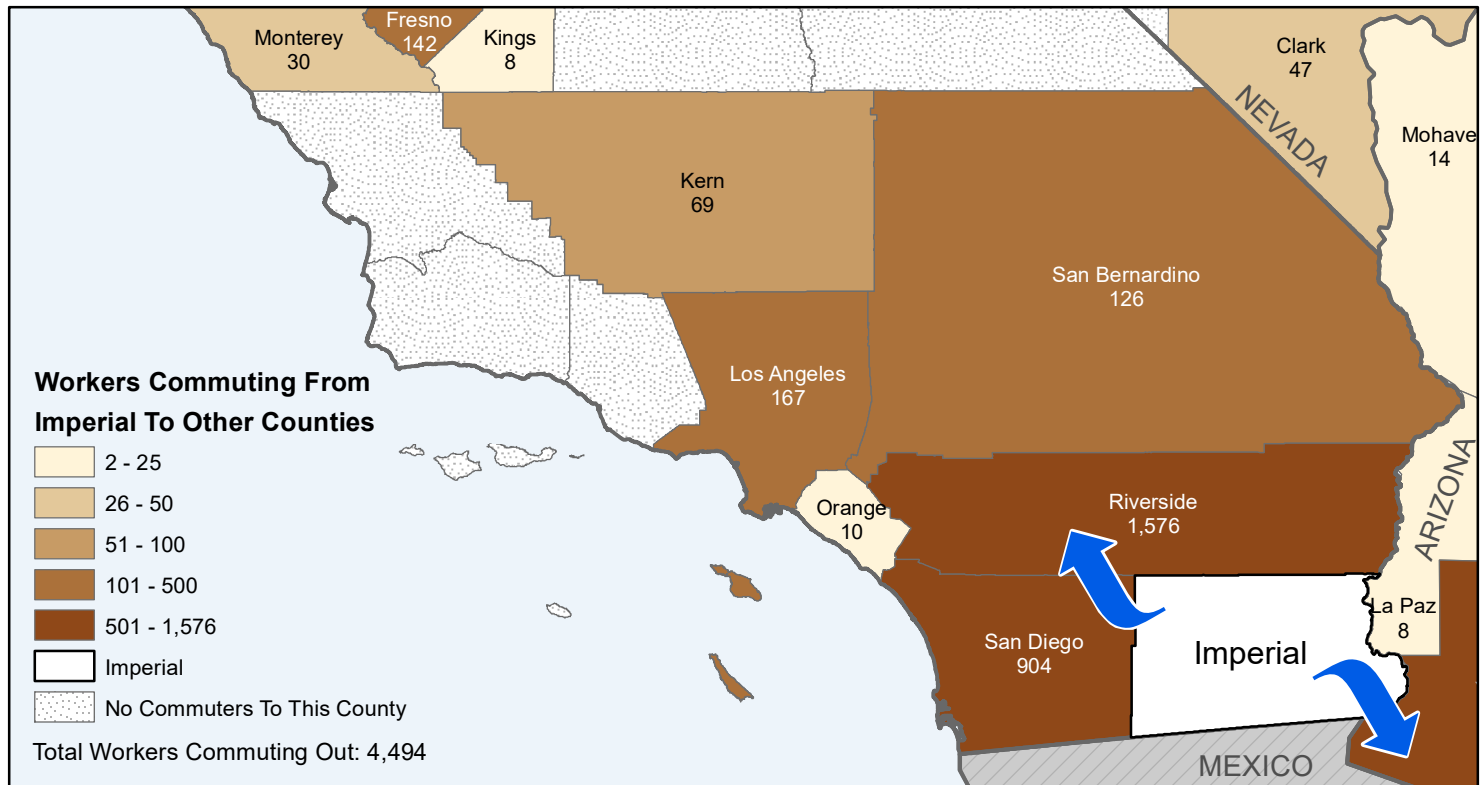 Fresno
142
Monterey
30
Kings
8
Clark
47
NEVADA
Mohave
14
Kern
69
San Bernardino
126
Los Angeles
167
Orange
10
Riverside
1,576
ARIZONA
La Paz
8
San Diego
904
Imperial
MEXICO
Workers Commuting From
Imperial To Other Counties
2 - 25
26 - 50
51 - 100
101 - 500
501 - 1,576
Imperial
No Commuters To This County
Total Workers Commuting Out: 4,494